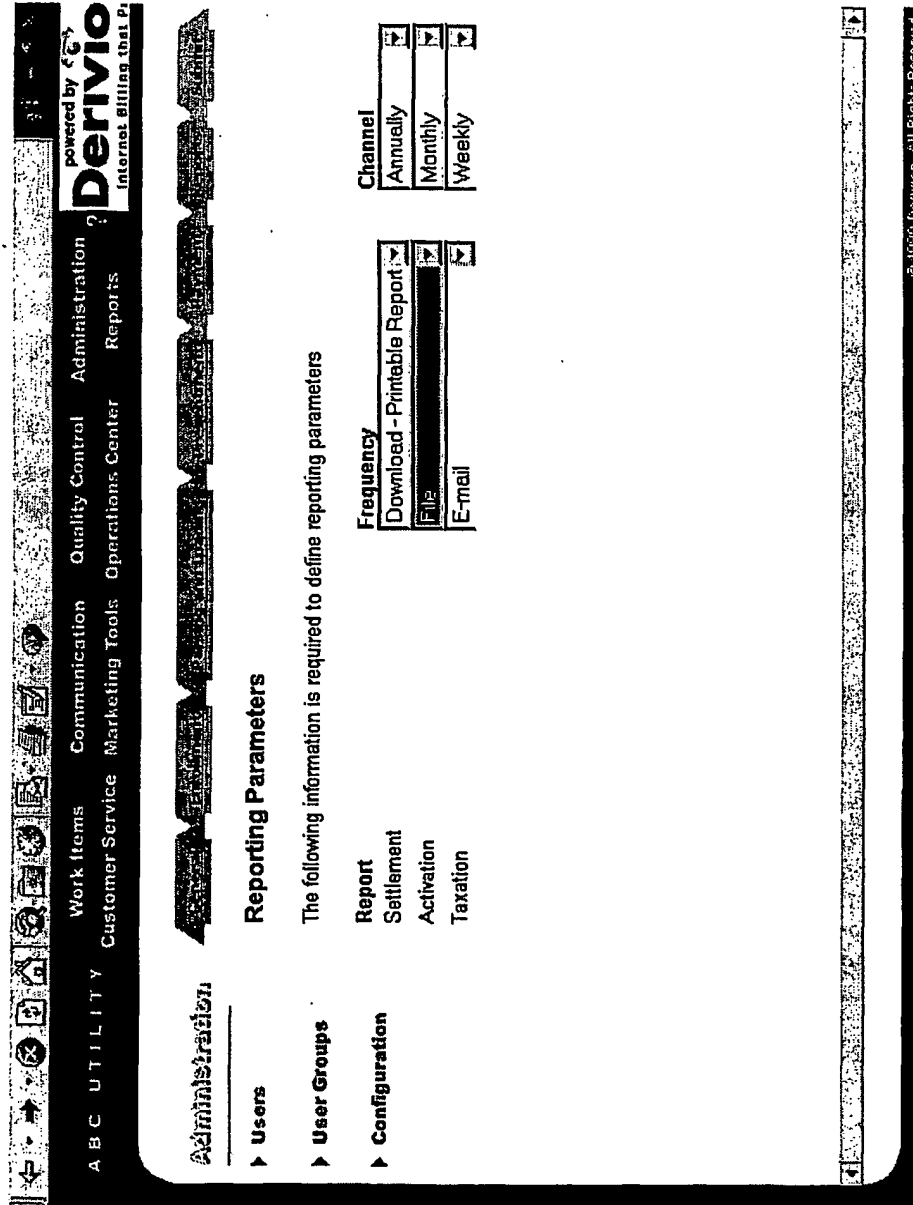 powered by
Derivio
Internet Billing that
ABC UTILITY
Work Items Communication Quality Control Administration ?
Customer Service Marketing Tools Operations Center Reports
Administration
Users
User Groups
Configuration
Reporting Parameters
The following information is required to define reporting parameters
Report Frequency Channel
Settlement Download - Printable Report Annually
Activation File Monthly
Taxation E-mail Weekly